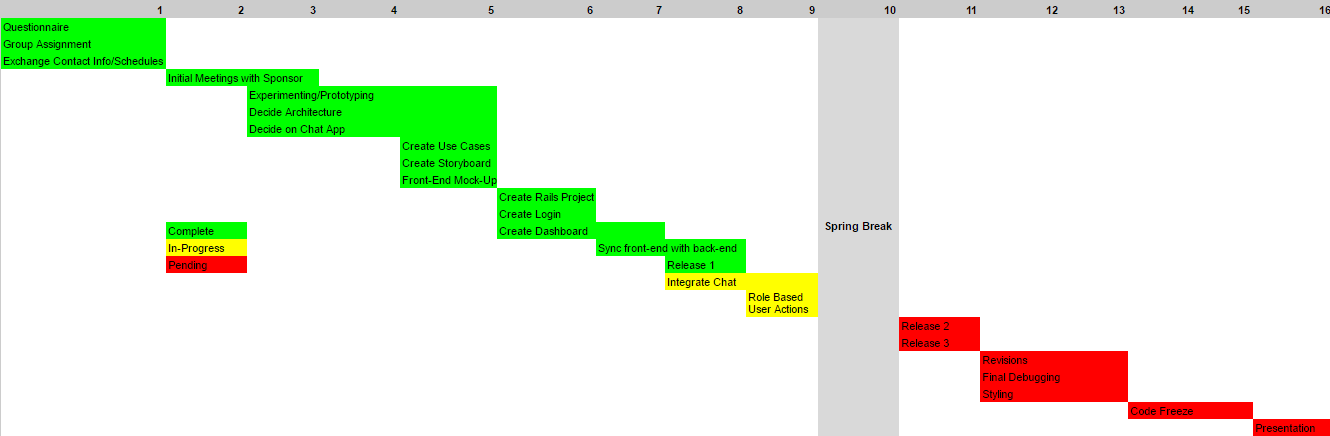 1 2 3 4 5 6 7 8 9 10 11 12 13 14 15 16
Questionnaire
Group Assignment
Exchange Contact Info/Schedules
Initial Meetings with Sponsor
Experimenting/Prototyping
Decide Architecture
Decide on Chat App
Create Use Cases
Create Storyboard
Front-End Mock-Up
Create Rails Project
Create Login
Spring Break
Complete
Create Dashboard
In-Progress
Sync front-end with back-end
Pending
Release 1
Integrate Chat
Role Based
User Actions
Release 2
Release 3
Revisions
Final Debugging
Styling
Code Freeze
Presentation